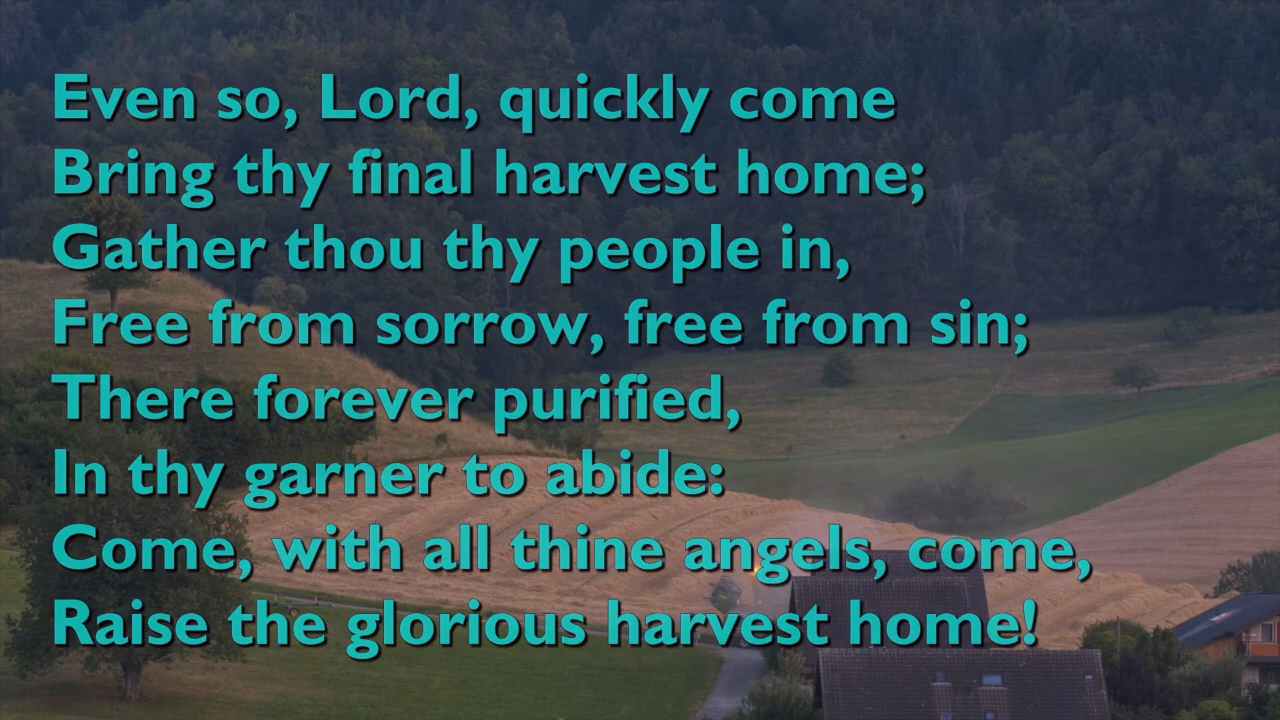 Even so, Lord, quickly come
Bring thy final harvest home;
Gather thou thy people in,
Free from sorrow, free from sin;
There forever purified,
In thy garner to abide:
Come, with all thine angels, come,
Raise the glorious harvest home!